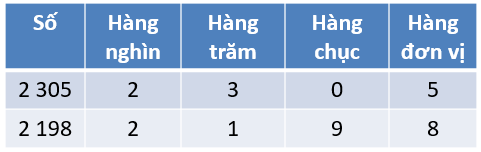 Số Hàng nghìn Hàng trăm Hàng chục Hàng đơn vị
2 305 2 3 0 5
2 198 2 1 9 8